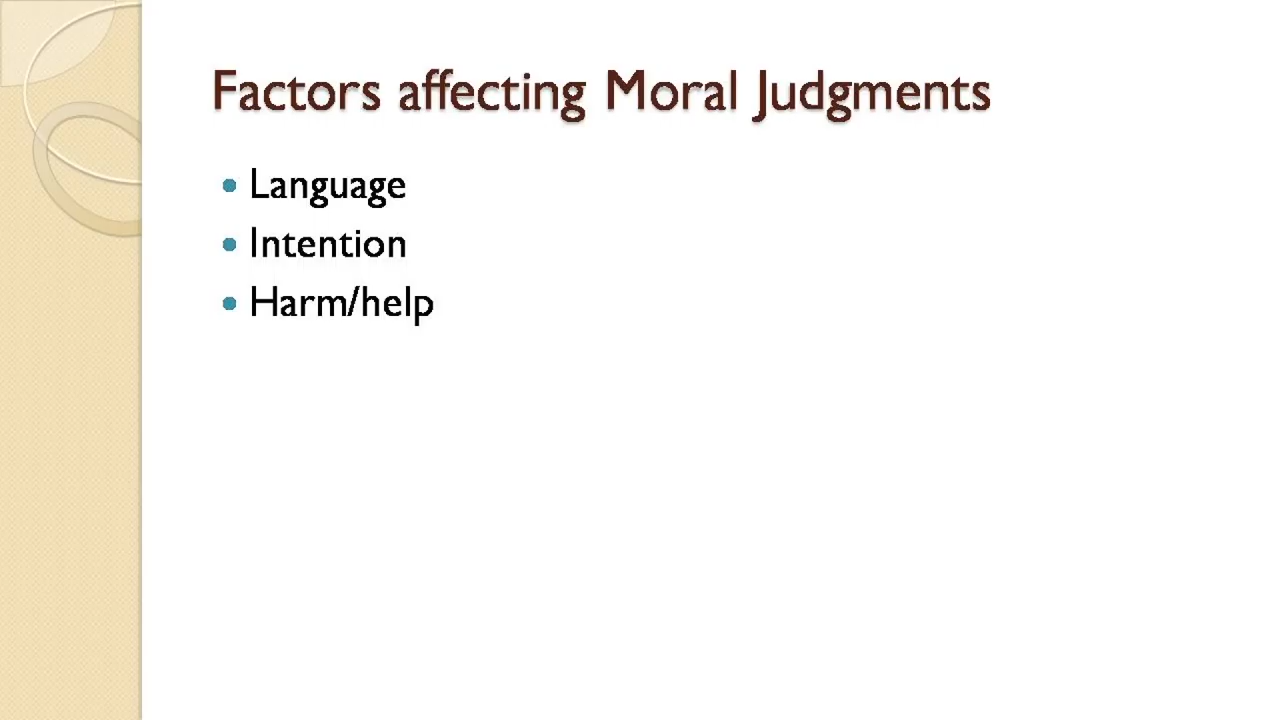 Factors affecting Moral Judgments
Language
Intention
Harm/help